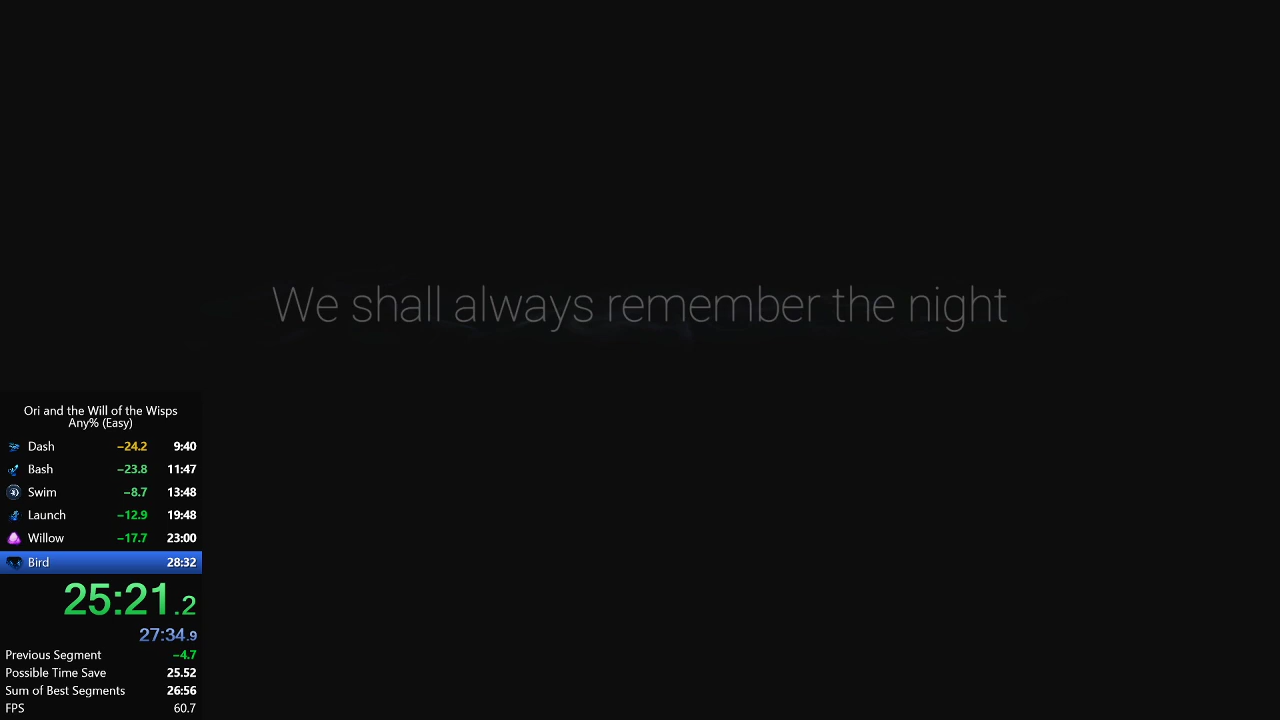 We shall always remember the night
Ori and the Will of the Wisps
Any% (Easy)
Dash −24.2 9:40
Bash −23.8 11:47
Swim −8.7 13:48
Launch −12.9 19:48
Willow −17.7 23:00
Bird 28:32
25:21.2
27:34.9
Previous Segment −4.7
Possible Time Save 25.52
Sum of Best Segments 26:56
FPS 60.7